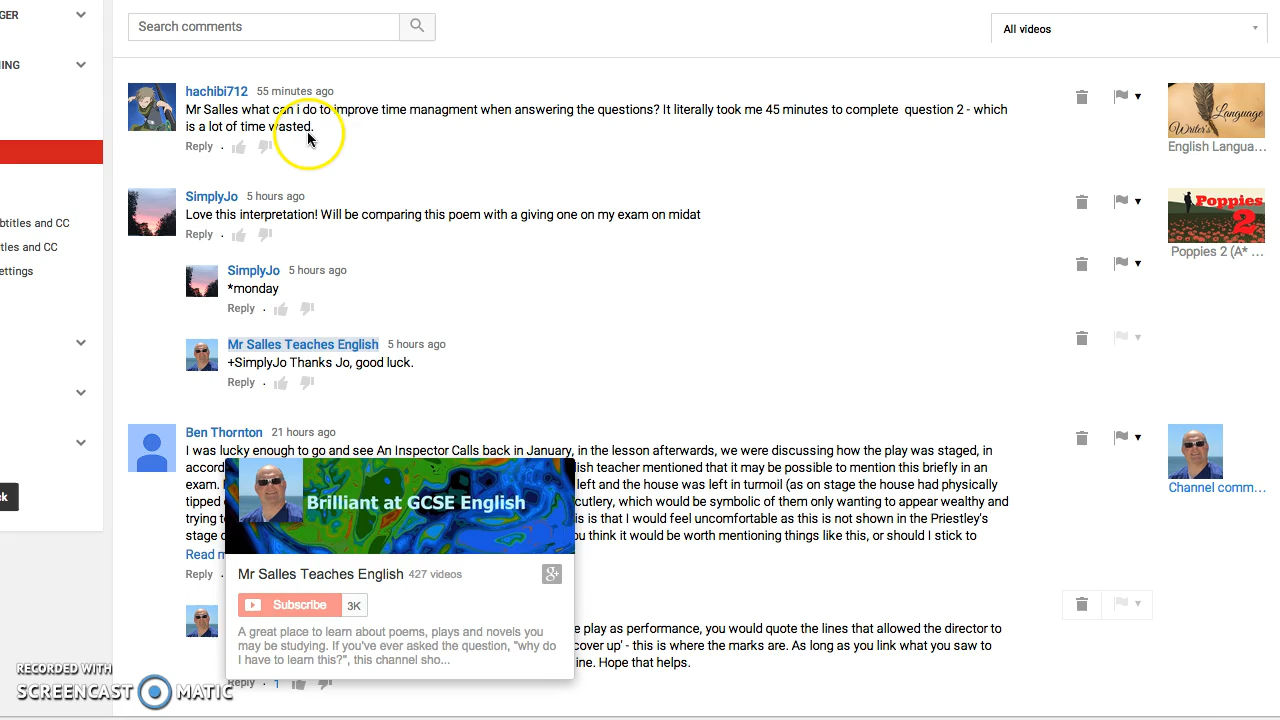 GER
Search comments
All videos
ING
hachibi712 55 minutes ago
Mr Salles what can i do to improve time managment when answering the questions? It literally took me 45 minutes to complete question 2 - which
is a lot of time wasted.
Reply
Language
Writer's
English Langua...
SimplyJo 5 hours ago
Love this interpretation! Will be comparing this poem with a giving one on my exam on midat
Reply
Poppies
2
Poppies 2 (A* ...
btitles and CC
tles and CC
ettings
SimplyJo 5 hours ago
*monday
Reply
Mr Salles Teaches English 5 hours ago
+SimplyJo Thanks Jo, good luck.
Reply
Ben Thornton 21 hours ago
I was lucky enough to go and see An Inspector Calls back in January, in the lesson afterwards, we were discussing how the play was staged, in
accord
ish teacher mentioned that it may be possible to mention this briefly in an
exam.
left and the house was left in turmoil (as on stage the house had physically
tipped
cutlery, which would be symbolic of them only wanting to appear wealthy and
trying to
is is that I would feel uncomfortable as this is not shown in the Priestley's
stage
u think it would be worth mentioning things like this, or should I stick to
Read m
Reply
Channel comm...
ck
Brilliant at GCSE English
Mr Salles Teaches English 427 videos
Subscribe 3K
A great place to learn about poems, plays and novels you
may be studying. If you've ever asked the question, "why do
I have to learn this?", this channel sho...
e play as performance, you would quote the lines that allowed the director to
cover up' - this is where the marks are. As long as you link what you saw to
ine. Hope that helps.
Reply 1
RECORDED WITH
SCREENCAST MATIC